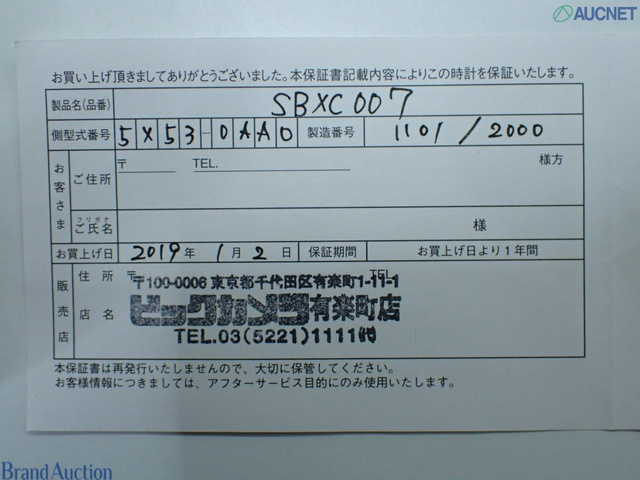 AUCNET
お買い上げ頂きましてありがとうございました。本保証書記載内容によりこの時計を保証いたします。
製品名(品番) SBXC007
側型式番号 5X53-0AA0 製造番号 1101/2000
お客さま ご住所 〒 TEL. 様方
フリガナ
ご氏名 様
お買上げ日 2019年 1月 2日 保証期間 お買上げ日より1年間
販売店 住所 〒 TEL.
〒100-0006 東京都千代田区有楽町1-11-1
店名 ビックカメラ有楽町店
TEL.03(5221)1111㈹
本保証書は再発行いたしませんので、大切に保管してください。
お客様情報につきましては、アフターサービス目的にのみ使用いたします。
Brand Auction